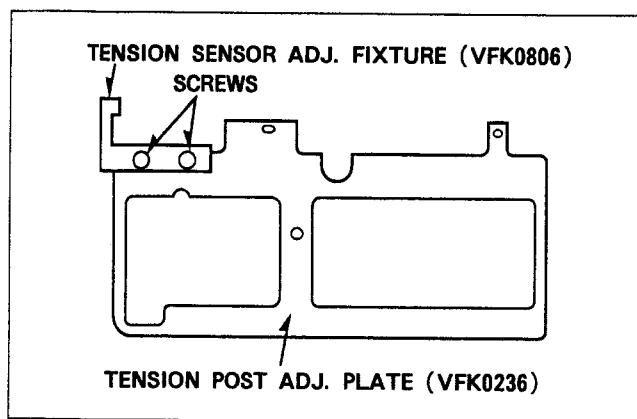 TENSION SENSOR ADJ. FIXTURE (VFK0806)
SCREWS
TENSION POST ADJ. PLATE (VFK0236)